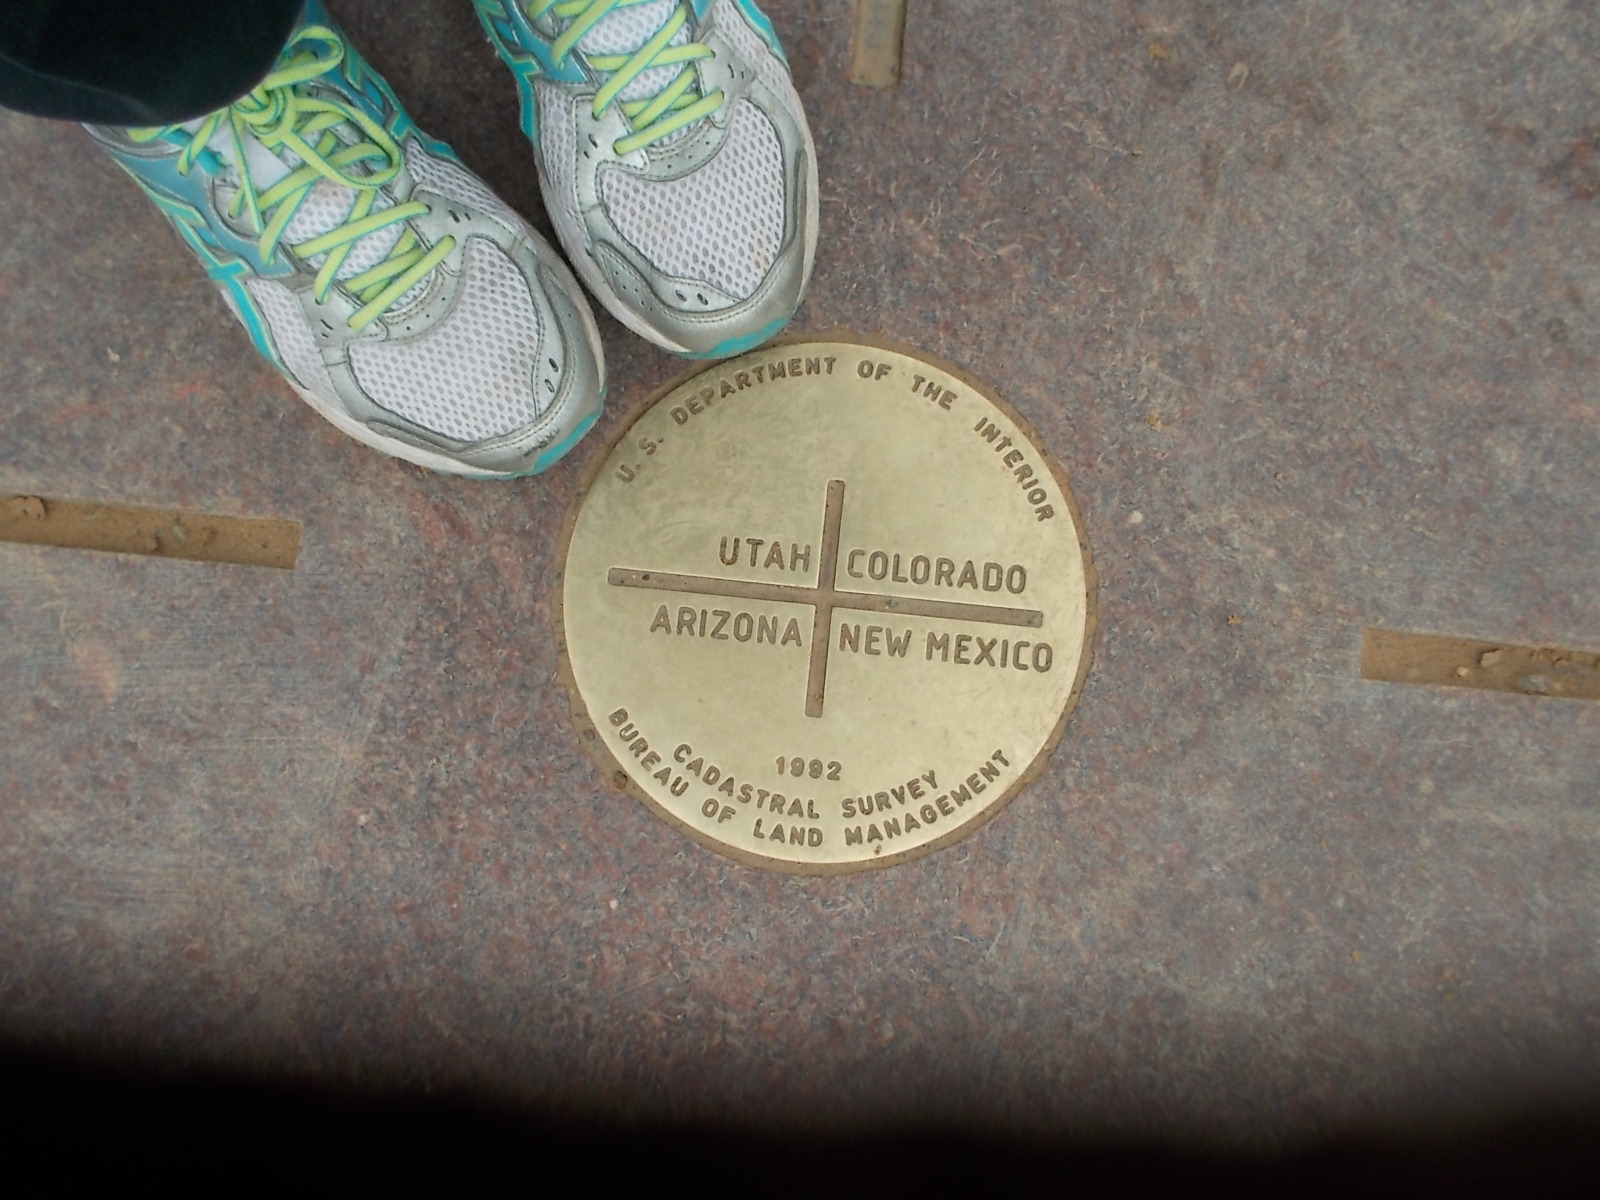 U. S. DEPARTMENT OF THE INTERIOR
UTAH COLORADO
ARIZONA NEW MEXICO
1992
CADASTRAL SURVEY
BUREAU OF LAND MANAGEMENT